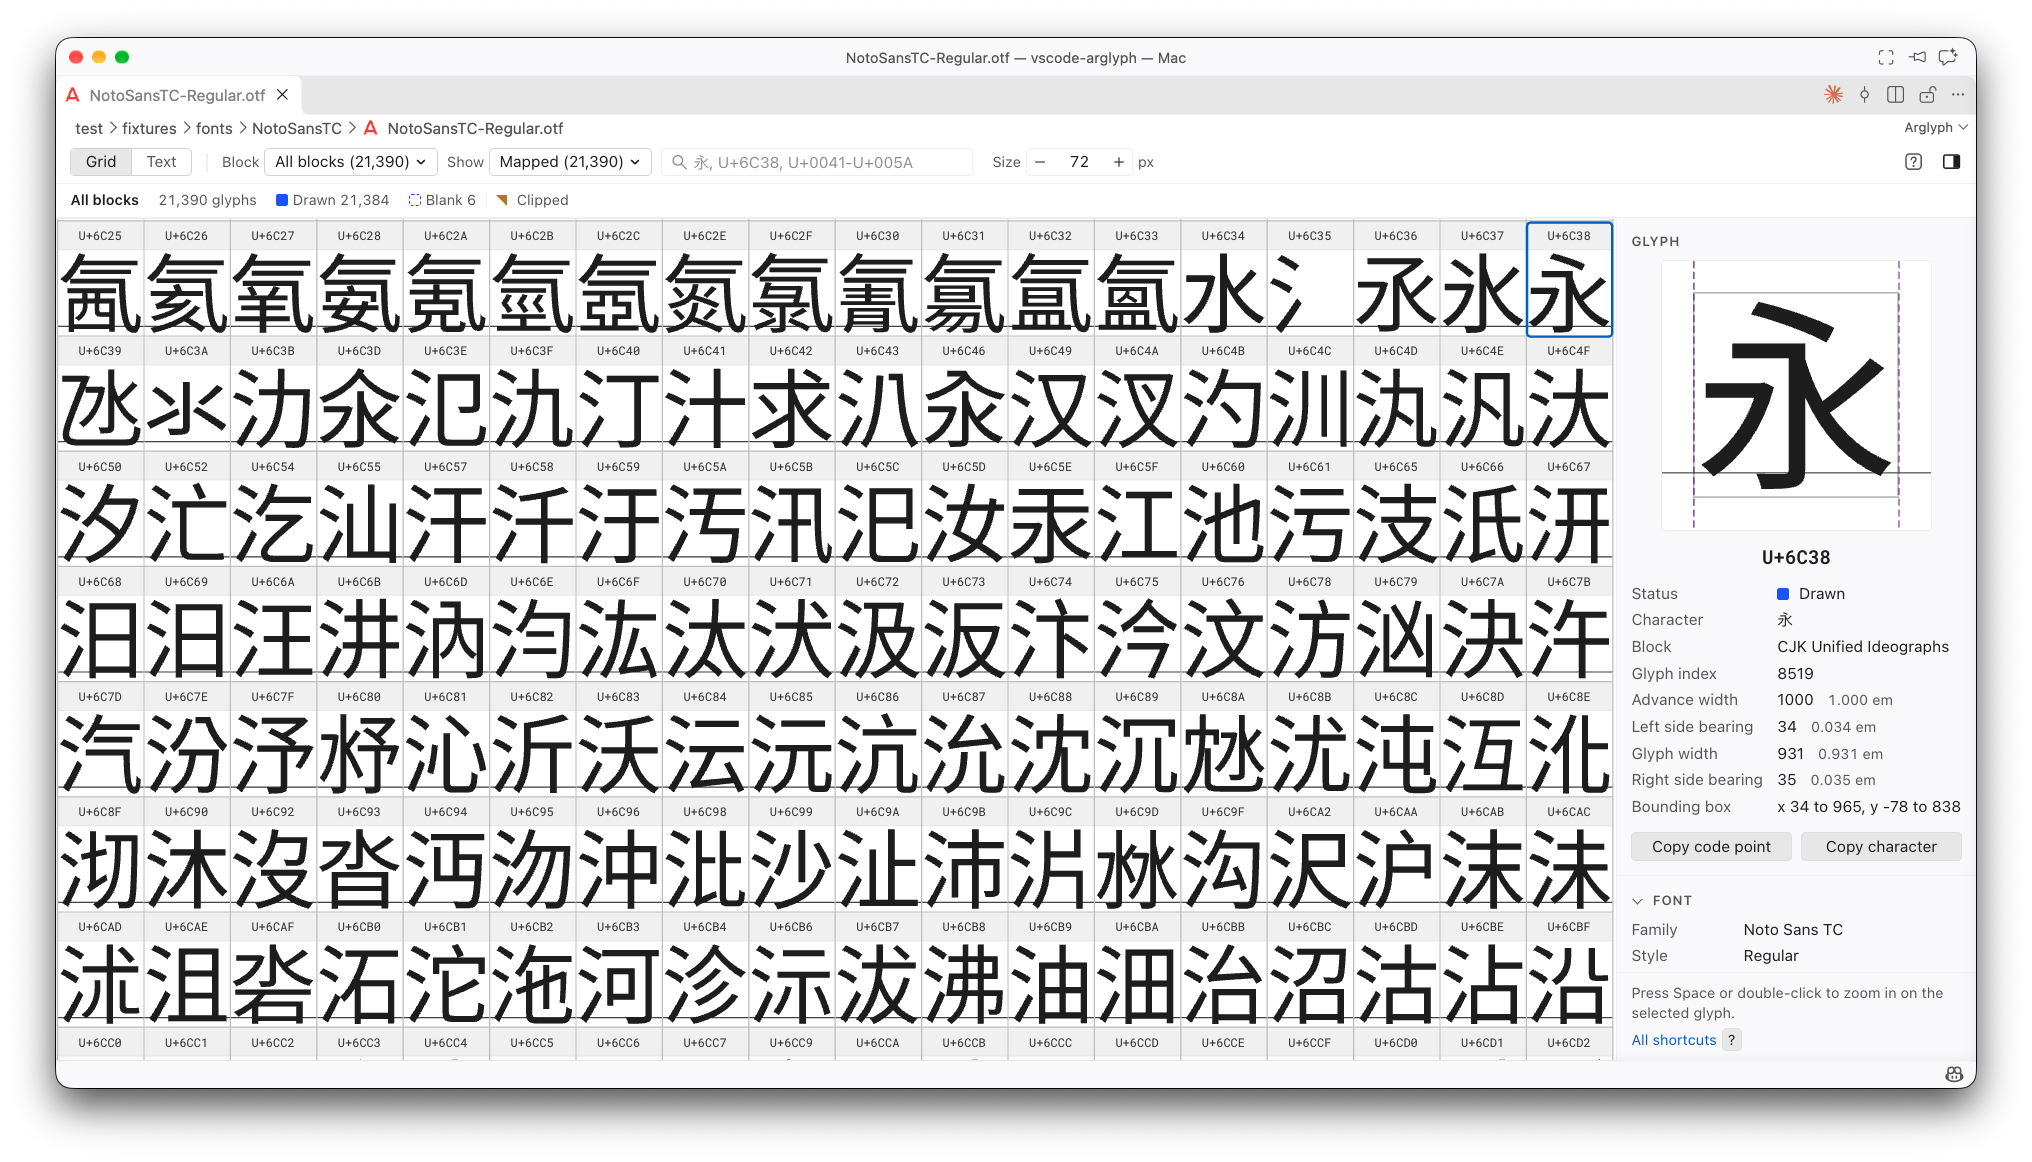 NotoSansTC-Regular.otf — vscode-arglyph — Mac
NotoSansTC-Regular.otf
test > fixtures > fonts > NotoSansTC > NotoSansTC-Regular.otf
Arglyph
Grid Text Block All blocks (21,390) Show Mapped (21,390) 永, U+6C38, U+0041-U+005A Size − 72 + px
All blocks 21,390 glyphs Drawn 21,384 Blank 6 Clipped
U+6C25 U+6C26 U+6C27 U+6C28 U+6C2A U+6C2B U+6C2C U+6C2E U+6C2F U+6C30 U+6C31 U+6C32 U+6C33 U+6C34 U+6C35 U+6C36 U+6C37 U+6C38
氥 氦 氧 氨 氪 氫 氬 氮 氯 氰 氱 氲 氳 水 氵 氶 氷 永
U+6C39 U+6C3A U+6C3B U+6C3D U+6C3E U+6C3F U+6C40 U+6C41 U+6C42 U+6C43 U+6C46 U+6C49 U+6C4A U+6C4B U+6C4C U+6C4D U+6C4E U+6C4F
氹 氺 氻 氽 氾 氿 汀 汁 求 汃 汆 汉 汊 汋 汌 汍 汎 汏
U+6C50 U+6C52 U+6C54 U+6C55 U+6C57 U+6C58 U+6C59 U+6C5A U+6C5B U+6C5C U+6C5D U+6C5E U+6C5F U+6C60 U+6C61 U+6C65 U+6C66 U+6C67
汐 汒 汔 汕 汗 汘 汙 汚 汛 汜 汝 汞 江 池 污 汥 汦 汧
U+6C68 U+6C69 U+6C6A U+6C6B U+6C6D U+6C6E U+6C6F U+6C70 U+6C71 U+6C72 U+6C73 U+6C74 U+6C75 U+6C76 U+6C78 U+6C79 U+6C7A U+6C7B
汨 汩 汪 汫 汭 汮 汯 汰 汱 汲 汳 汴 汵 汶 汸 汹 決 汻
U+6C7D U+6C7E U+6C7F U+6C80 U+6C81 U+6C82 U+6C83 U+6C84 U+6C85 U+6C86 U+6C87 U+6C88 U+6C89 U+6C8A U+6C8B U+6C8C U+6C8D U+6C8E
汽 汾 汿 沀 沁 沂 沃 沄 沅 沆 沇 沈 沉 沊 沋 沌 沍 沎
U+6C8F U+6C90 U+6C92 U+6C93 U+6C94 U+6C95 U+6C96 U+6C98 U+6C99 U+6C9A U+6C9B U+6C9C U+6C9D U+6C9F U+6CA2 U+6CAA U+6CAB U+6CAC
沏 沐 沒 沓 沔 沕 沖 沘 沙 沚 沛 沜 沝 沟 沢 沪 沫 沬
U+6CAD U+6CAE U+6CAF U+6CB0 U+6CB1 U+6CB2 U+6CB3 U+6CB4 U+6CB6 U+6CB7 U+6CB8 U+6CB9 U+6CBA U+6CBB U+6CBC U+6CBD U+6CBE U+6CBF
沭 沮 沯 沰 沱 沲 河 沴 沶 沷 沸 油 沺 治 沼 沽 沾 沿
U+6CC0 U+6CC1 U+6CC2 U+6CC3 U+6CC4 U+6CC5 U+6CC6 U+6CC7 U+6CC9 U+6CCA U+6CCB U+6CCC U+6CCD U+6CCE U+6CCF U+6CD0 U+6CD1 U+6CD2
GLYPH
永
U+6C38
Status Drawn
Character 永
Block CJK Unified Ideographs
Glyph index 8519
Advance width 1000 1.000 em
Left side bearing 34 0.034 em
Glyph width 931 0.931 em
Right side bearing 35 0.035 em
Bounding box x 34 to 965, y -78 to 838
Copy code point Copy character
FONT
Family Noto Sans TC
Style Regular
Press Space or double-click to zoom in on the
selected glyph.
All shortcuts ?